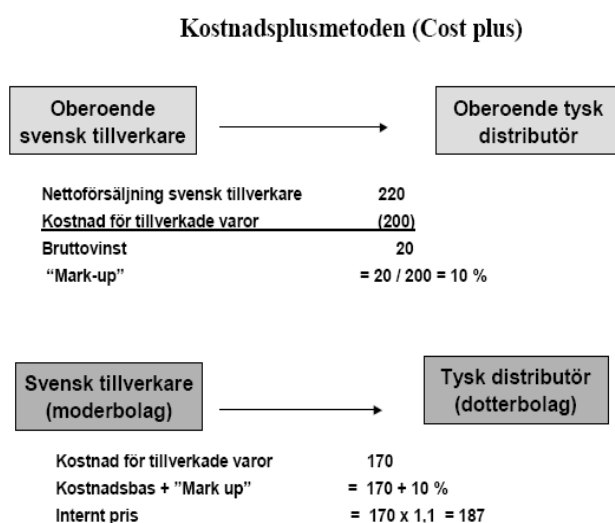 Kostnadsplusmetoden (Cost plus)
Oberoende
svensk tillverkare
Oberoende tysk
distributör
Nettoförsäljning svensk tillverkare 220
Kostnad för tillverkade varor (200)
Bruttovinst 20
“Mark-up” = 20 / 200 = 10 %
Svensk tillverkare
(moderbolag)
Tysk distributör
(dotterbolag)
Kostnad för tillverkade varor 170
Kostnadsbas + ”Mark up” = 170 + 10 %
Internt pris = 170 x 1,1 = 187